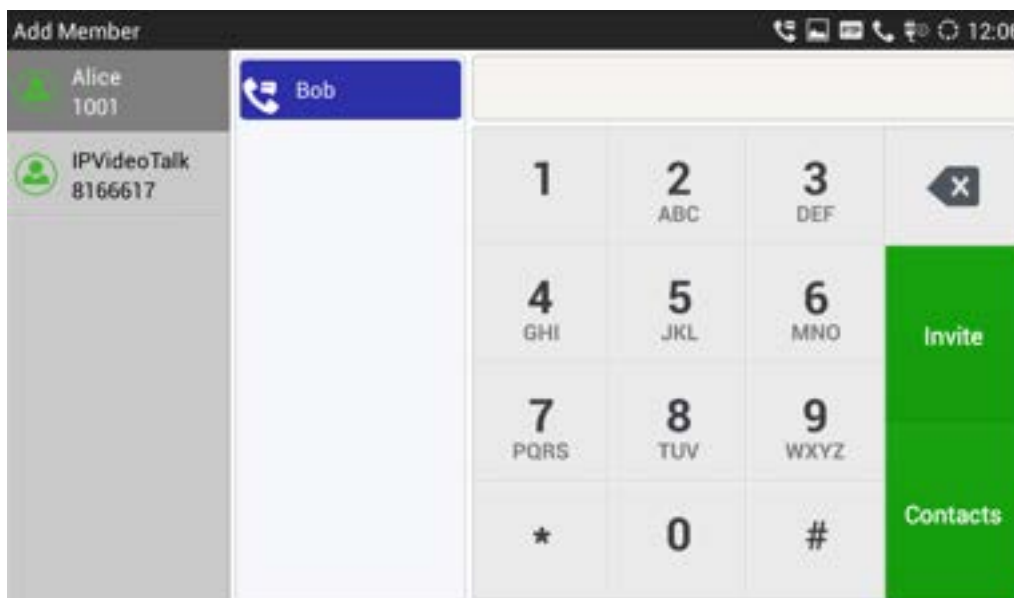 Add Member
12:06
Alice
1001
IPVideoTalk
8166617
Bob
1
2
ABC
3
DEF
4
GHI
5
JKL
6
MNO
Invite
7
PQRS
8
TUV
9
WXYZ
Contacts
*
0
#